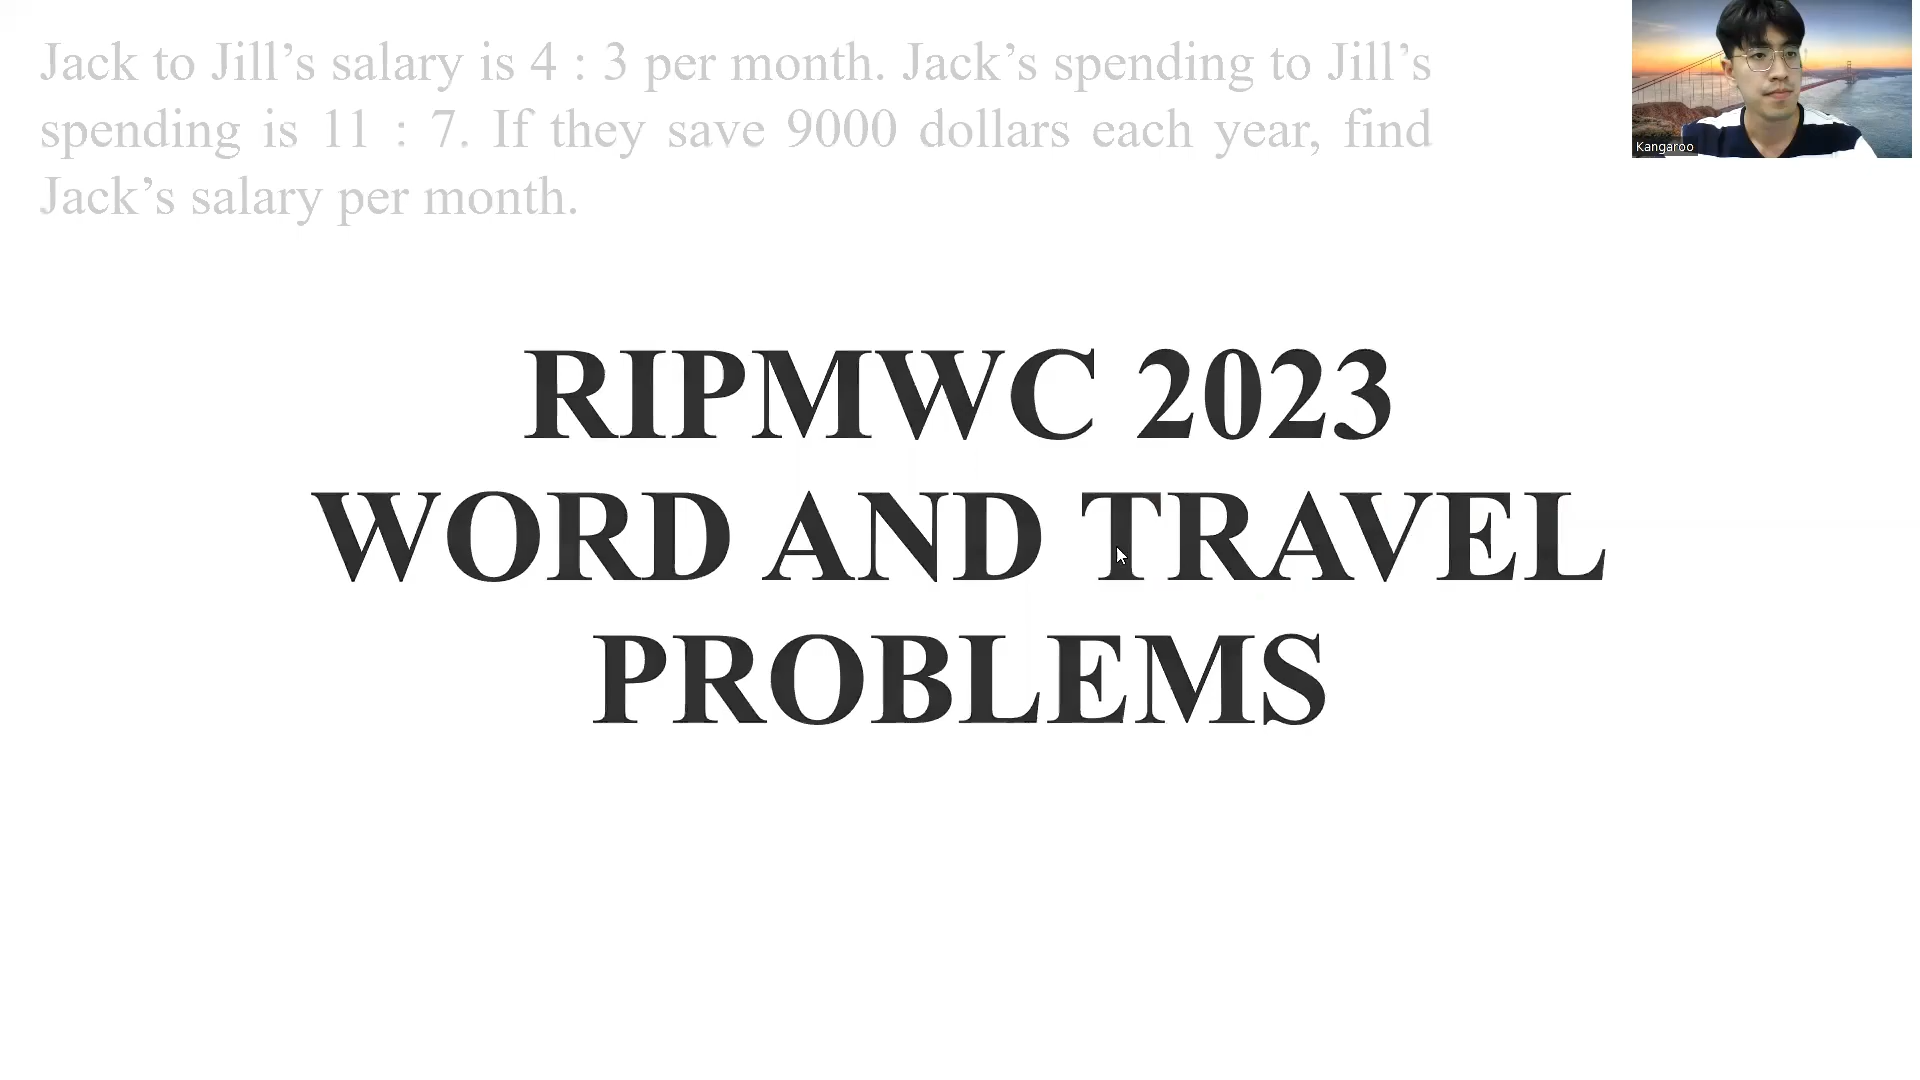 Jack to Jill’s salary is 4 : 3 per month. Jack’s spending to Jill’s
spending is 11 : 7. If they save 9000 dollars each year, find
Jack’s salary per month.
Kangaroo
RIPMWC 2023
WORD AND TRAVEL
PROBLEMS